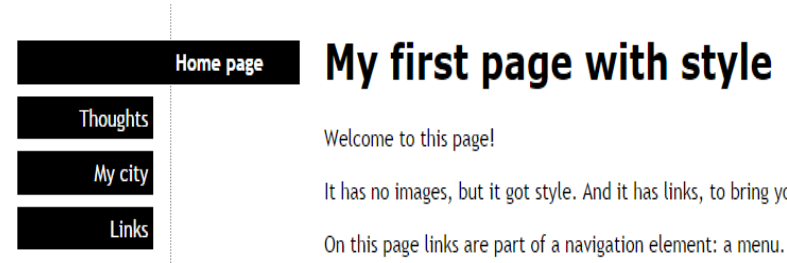 Home page
Thoughts
My city
Links
My first page with style
Welcome to this page!
It has no images, but it got style. And it has links, to bring
On this page links are part of a navigation element: a menu.